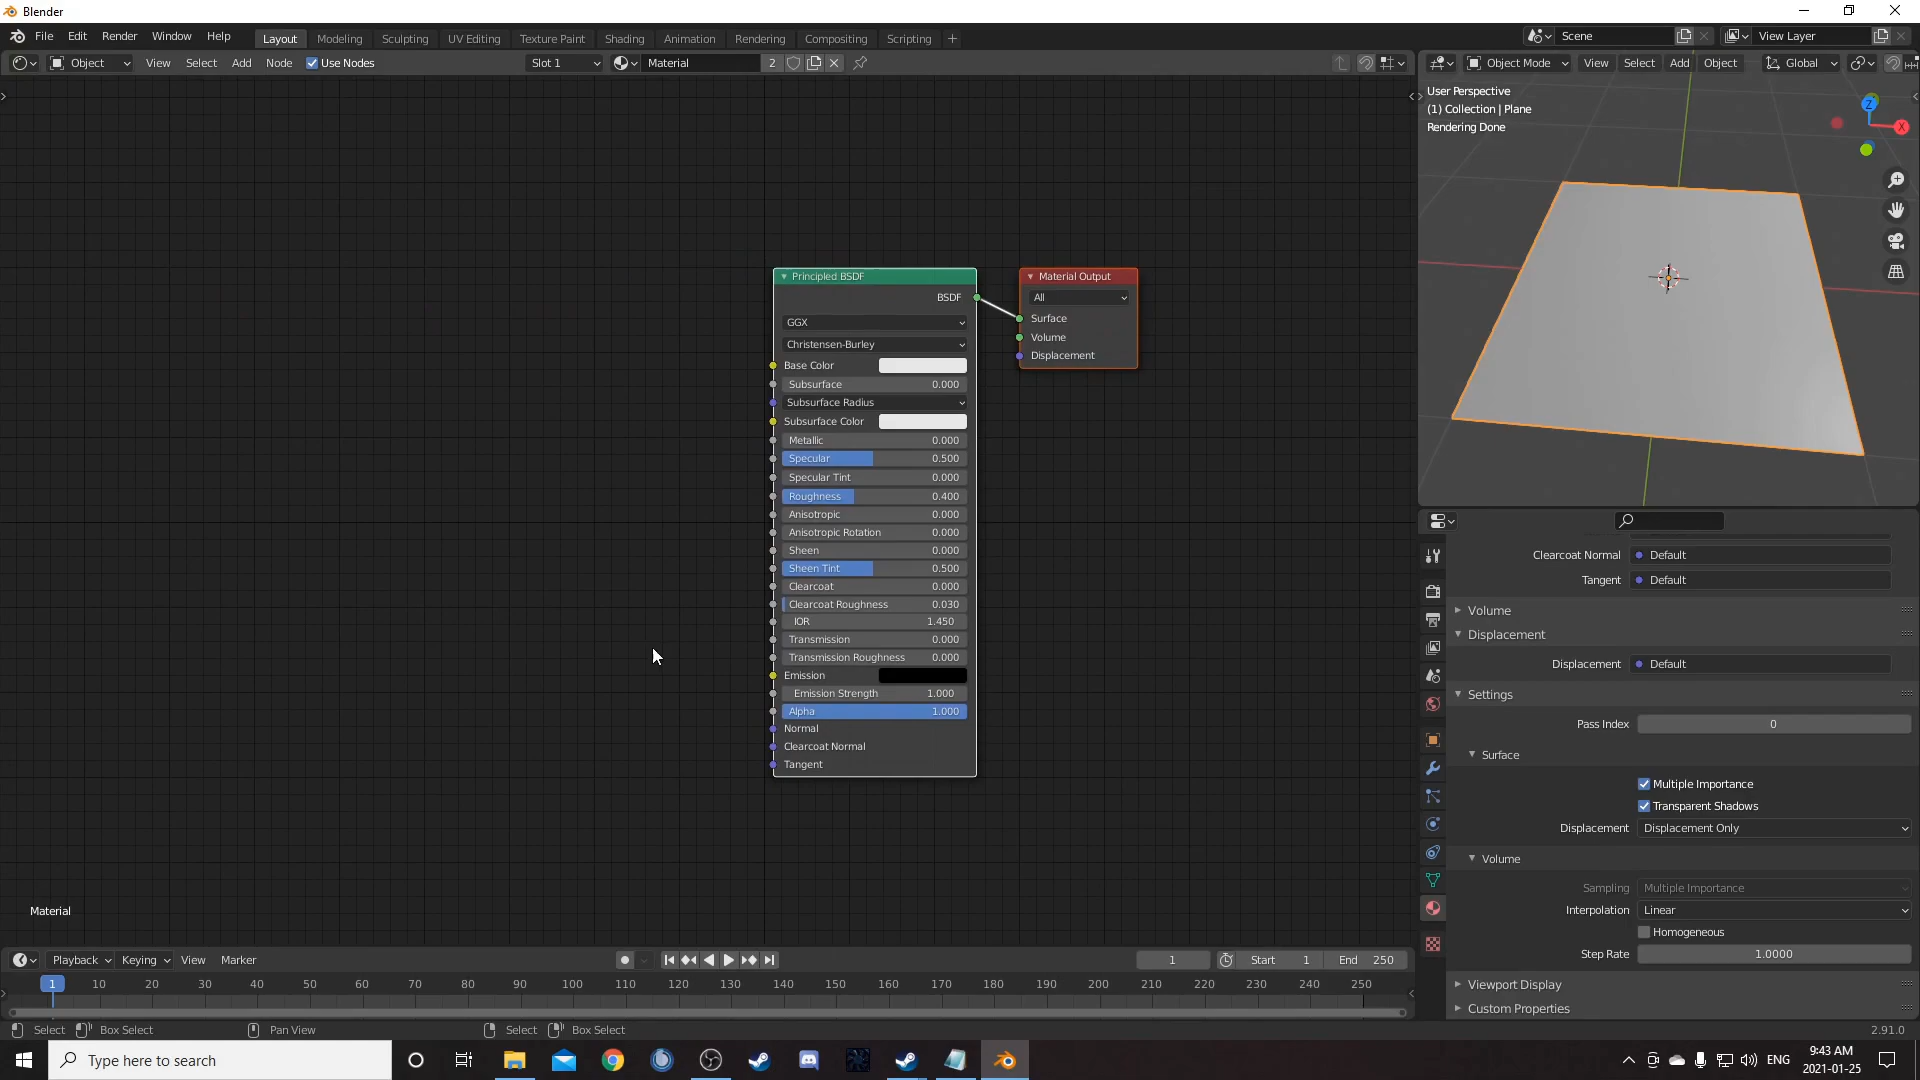 Blender
File Edit Render Window Help
Layout Modeling Sculpting UV Editing Texture Paint Shading Animation Rendering Compositing Scripting +
Scene
View Layer
Object View Select Add Node Use Nodes Slot 1 Material 2
Object Mode View Select Add Object Global
User Perspective
(1) Collection | Plane
Rendering Done
Z
X
Principled BSDF
BSDF
GGX
Christensen-Burley
Base Color
Subsurface 0.000
Subsurface Radius
Subsurface Color
Metallic 0.000
Specular 0.500
Specular Tint 0.000
Roughness 0.400
Anisotropic 0.000
Anisotropic Rotation 0.000
Sheen 0.000
Sheen Tint 0.500
Clearcoat 0.000
Clearcoat Roughness 0.030
IOR 1.450
Transmission 0.000
Transmission Roughness 0.000
Emission
Emission Strength 1.000
Alpha 1.000
Normal
Clearcoat Normal
Tangent
Material Output
All
Surface
Volume
Displacement
Clearcoat Normal Default
Tangent Default
Volume
Displacement
Displacement Default
Settings
Pass Index 0
Surface
Multiple Importance
Transparent Shadows
Displacement Displacement Only
Volume
Sampling Multiple Importance
Interpolation Linear
Homogeneous
Step Rate 1.0000
Viewport Display
Custom Properties
Material
Playback Keying View Marker
1 Start 1 End 250
1 10 20 30 40 50 60 70 80 90 100 110 120 130 140 150 160 170 180 190 200 210 220 230 240 250
Select Box Select Pan View Select Box Select
2.91.0
Type here to search
ENG
9:43 AM
2021-01-25